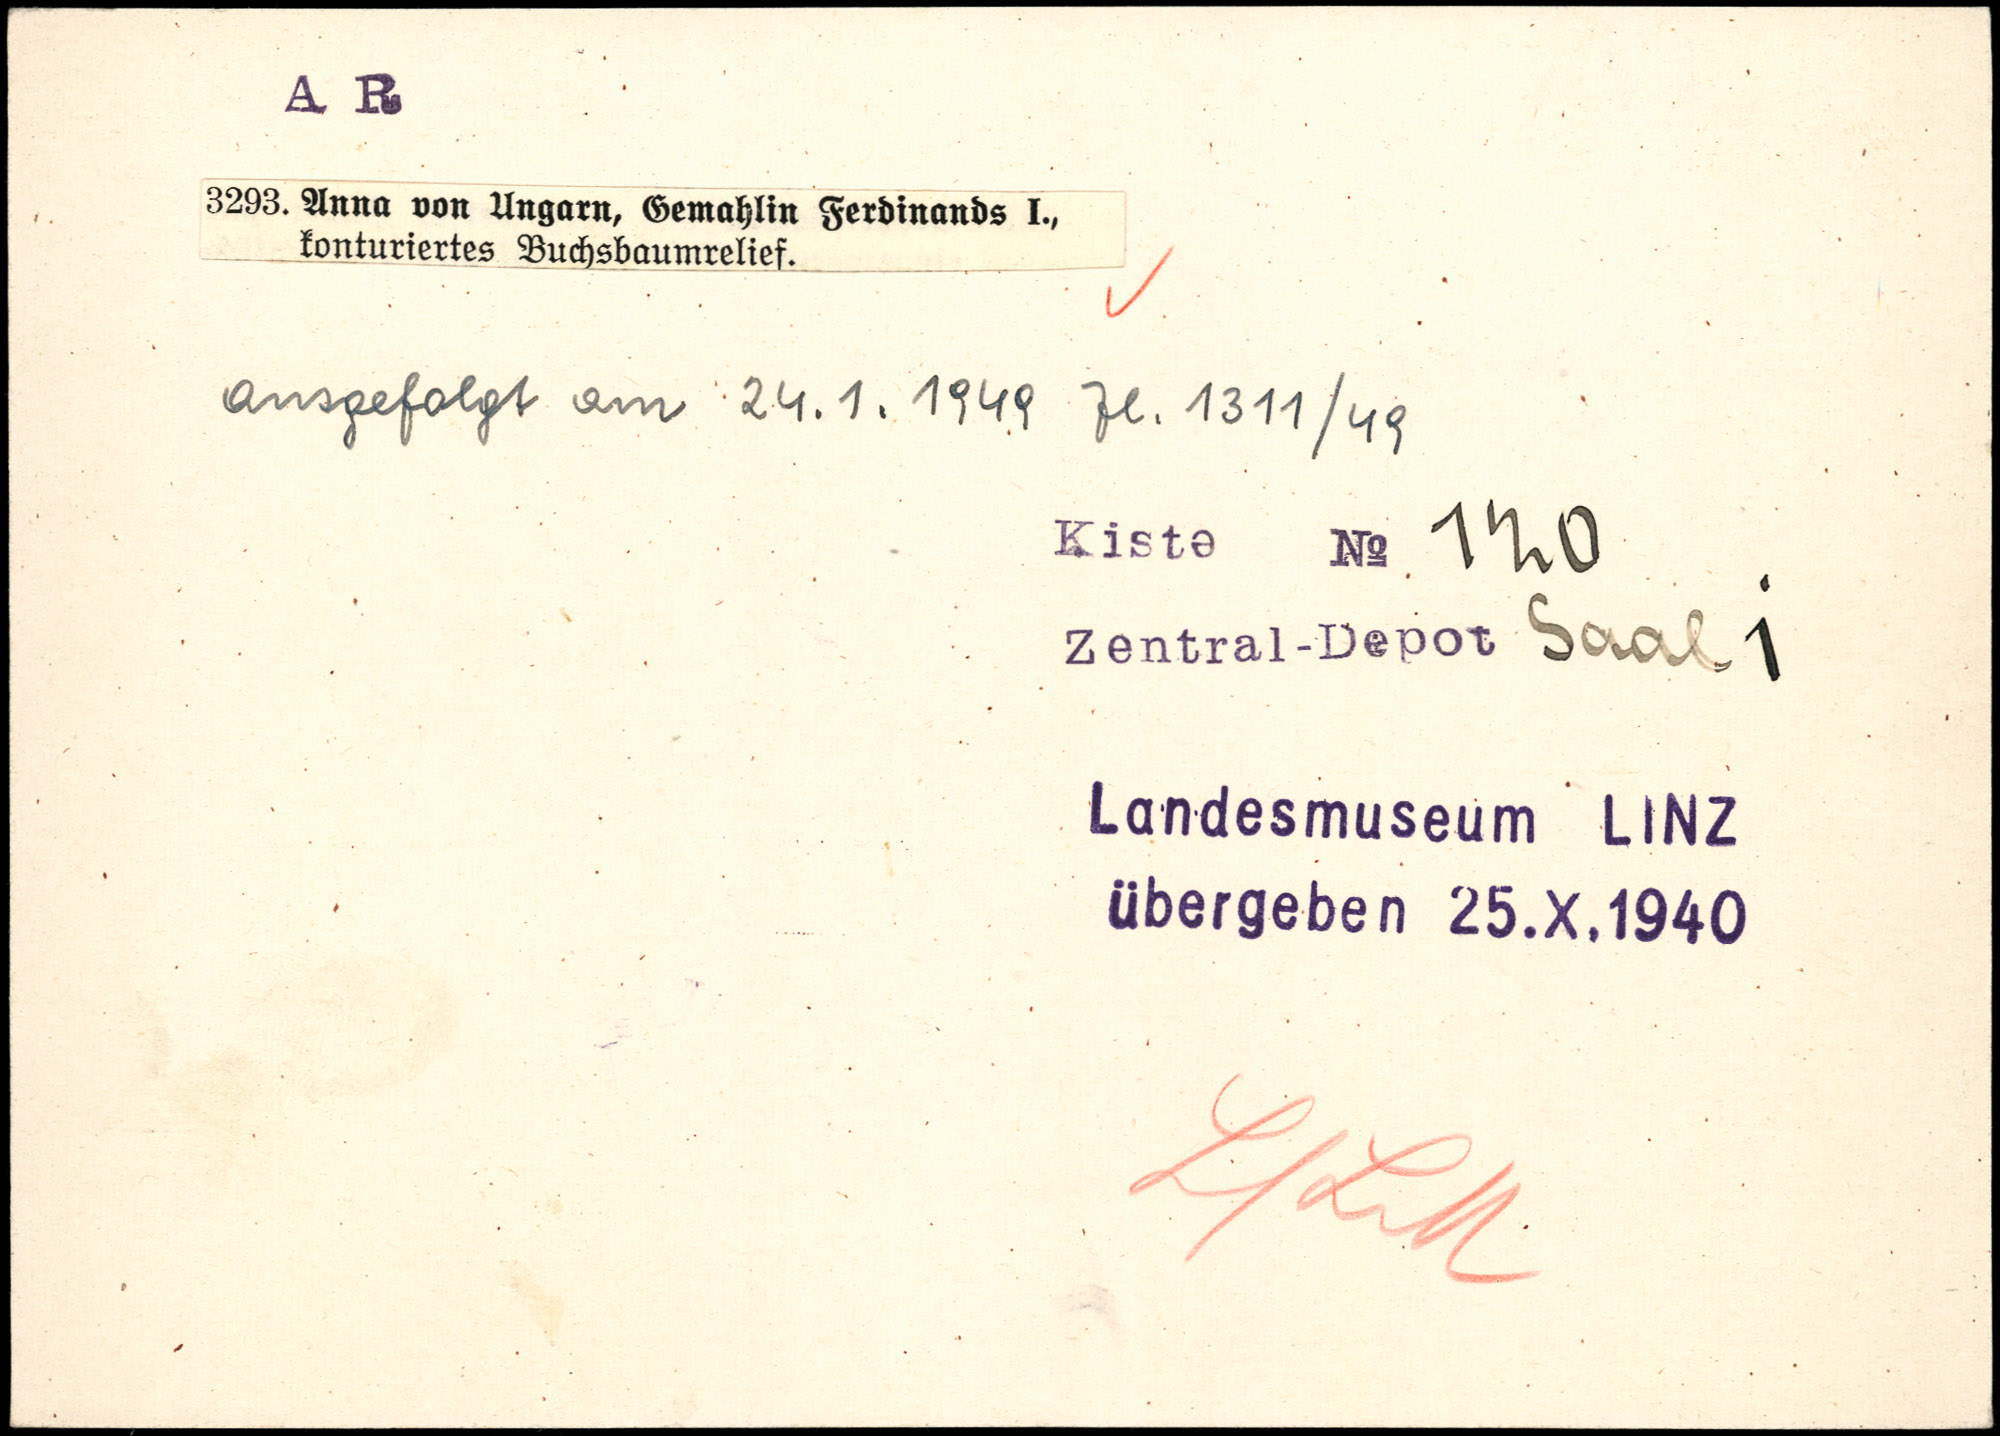 A R
3293. Anna von Ungarn, Gemahlin Ferdinands I.,
konturiertes Buchsbaumrelief.
ausgefolgt am 24.1.1949 Zl. 1311/49
Kiste № 120
Zentral-Depot Saal I
Landesmuseum LINZ
übergeben 25.X.1940